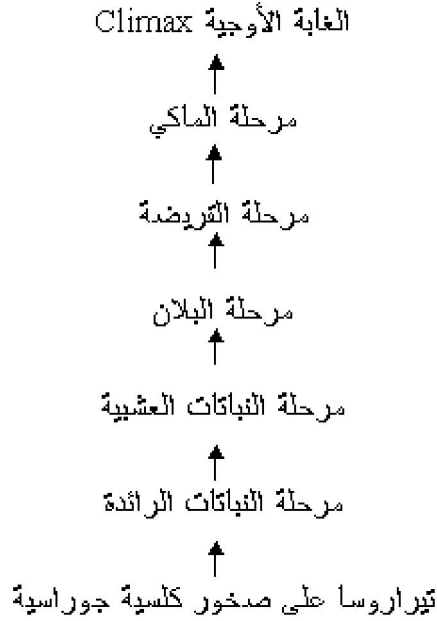 الغابة الأوجية Climax
مرحلة الماكي
مرحلة القريضة
مرحلة البلان
مرحلة النباتات العشبية
مرحلة النباتات الرائدة
تيراروسا على صخور كلسية جوراسية